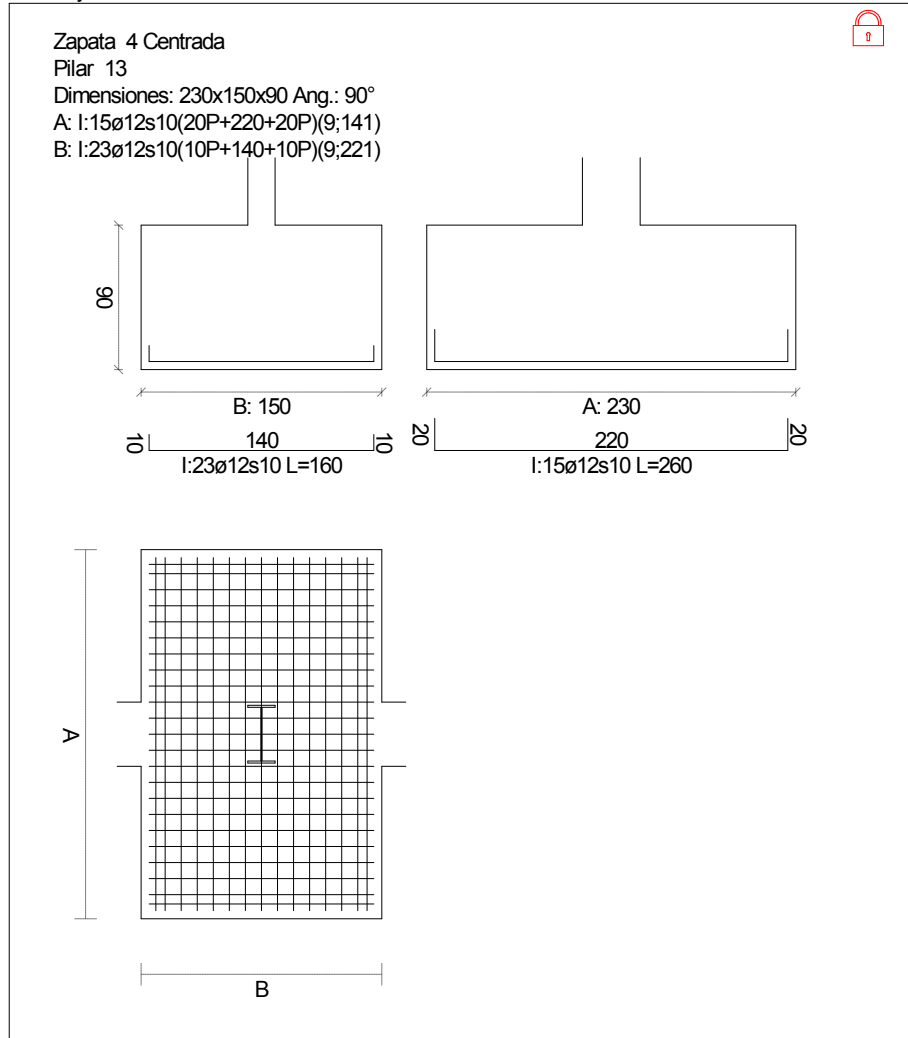 Zapata 4 Centrada
Pilar 13
Dimensiones: 230x150x90 Ang.: 90°
A: I:15ø12s10(20P+220+20P)(9;141)
B: I:23ø12s10(10P+140+10P)(9;221)
90
B: 150
A: 230
10 140 10
I:23ø12s10 L=160
20 220 20
I:15ø12s10 L=260
A
B